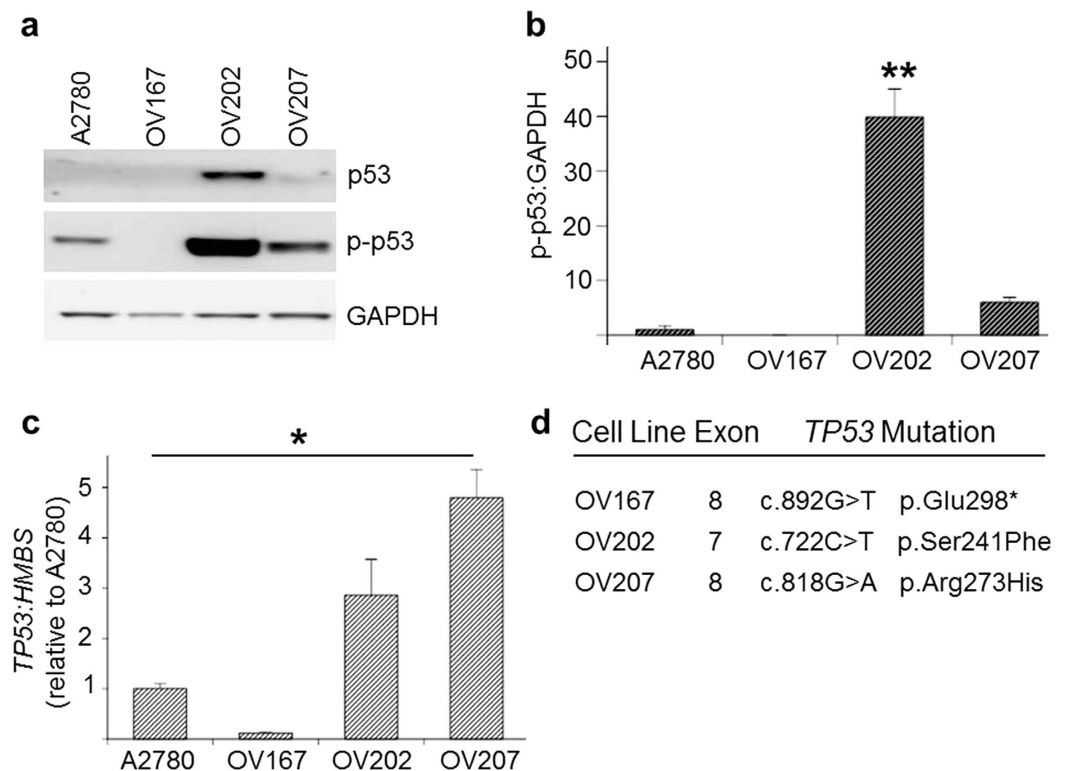 a
A2780
OV167
OV202
OV207
p53
p-p53
GAPDH
b
**
p-p53:GAPDH
50
40
30
20
10
A2780 OV167 OV202 OV207
c
*
TP53:HMBS
(relative to A2780)
5
4
3
2
1
A2780 OV167 OV202 OV207
d
Cell Line Exon TP53 Mutation
OV167 8 c.892G>T p.Glu298*
OV202 7 c.722C>T p.Ser241Phe
OV207 8 c.818G>A p.Arg273His